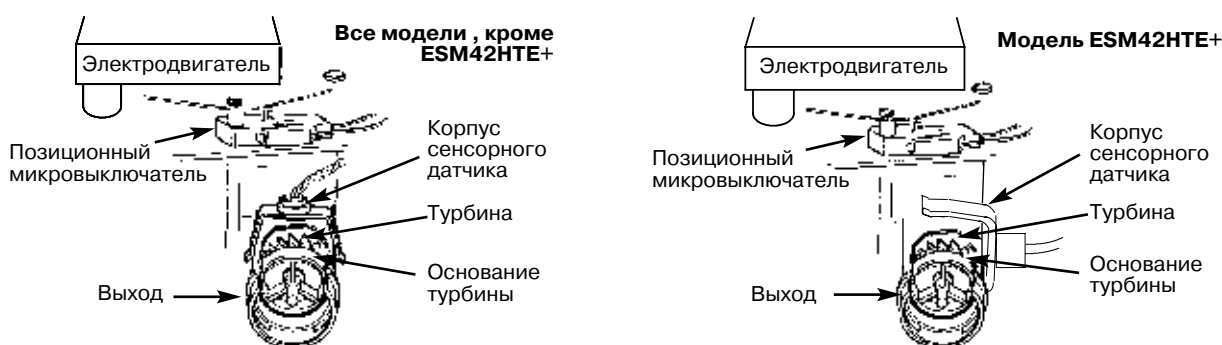 Все модели , кроме
ESM42HTE+
Электродвигатель
Позиционный
микровыключатель
Корпус
сенсорного
датчика
Турбина
Основание
турбины
Выход
Модель ESM42HTE+
Электродвигатель
Позиционный
микровыключатель
Корпус
сенсорного
датчика
Турбина
Основание
турбины
Выход